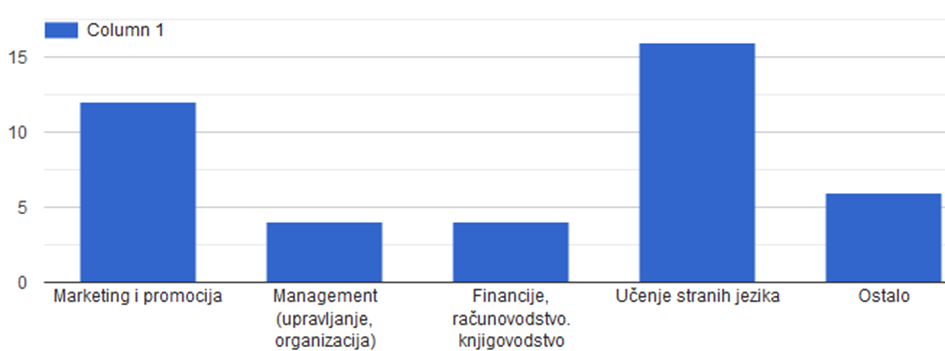 Column 1
15
10
5
0
Marketing i promocija
Management
(upravljanje,
organizacija)
Financije,
računovodstvo.
knjigovodstvo
Učenje stranih jezika
Ostalo